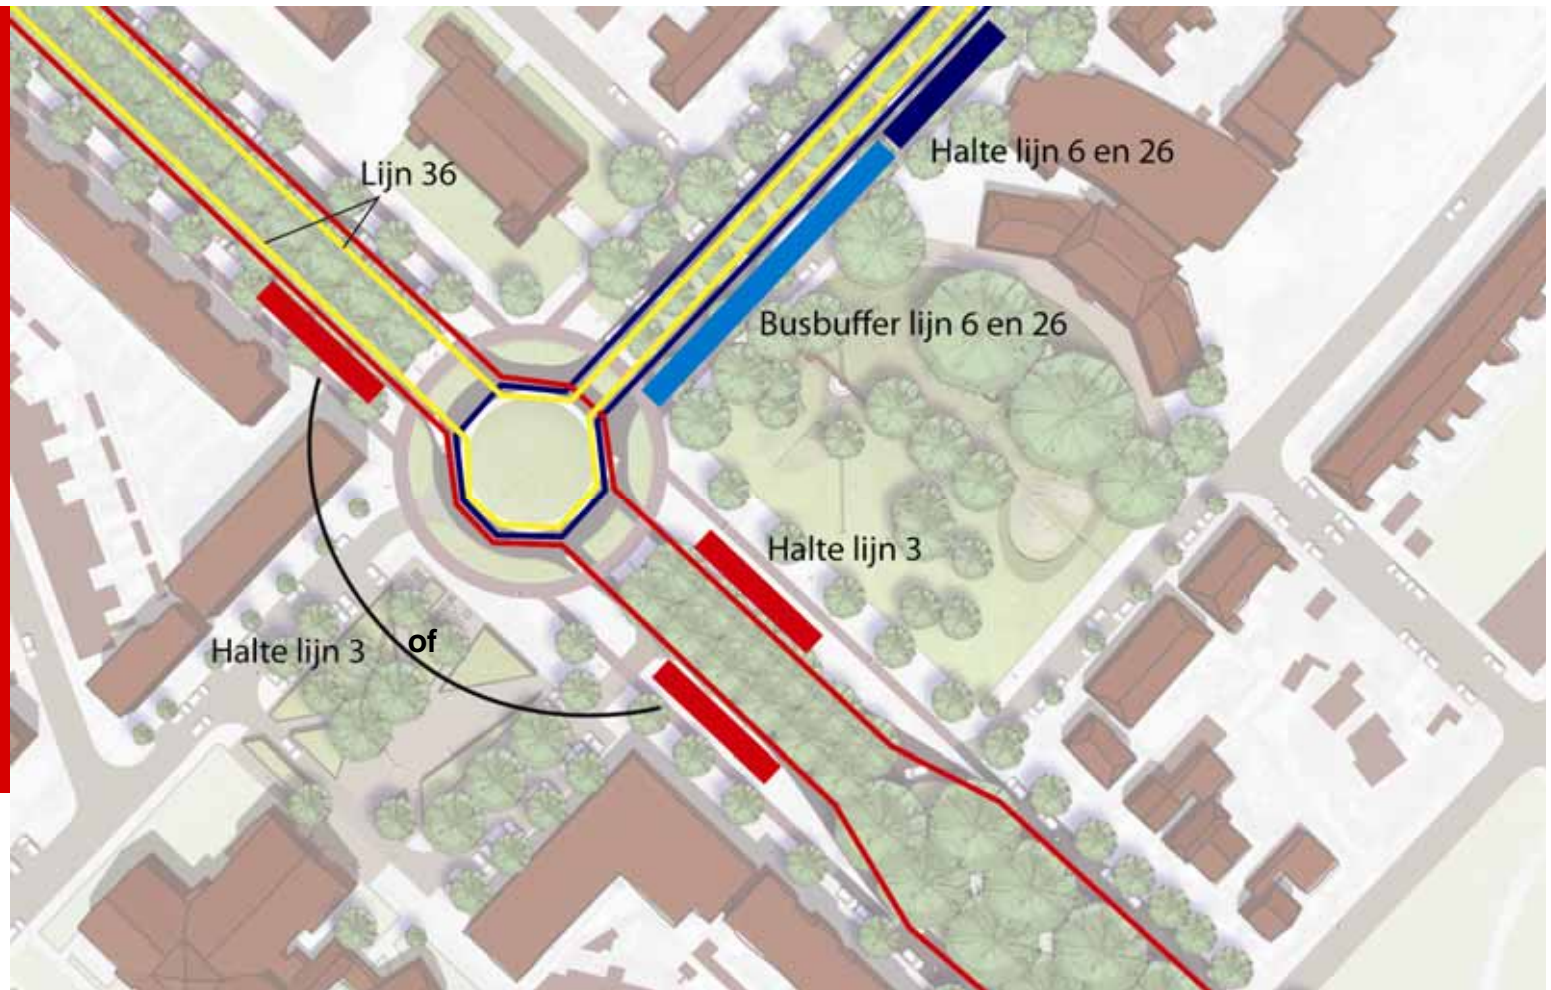 Halte lijn 6 en 26
Lijn 36
Busbuffer lijn 6 en 26
Halte lijn 3
Halte lijn 3
of